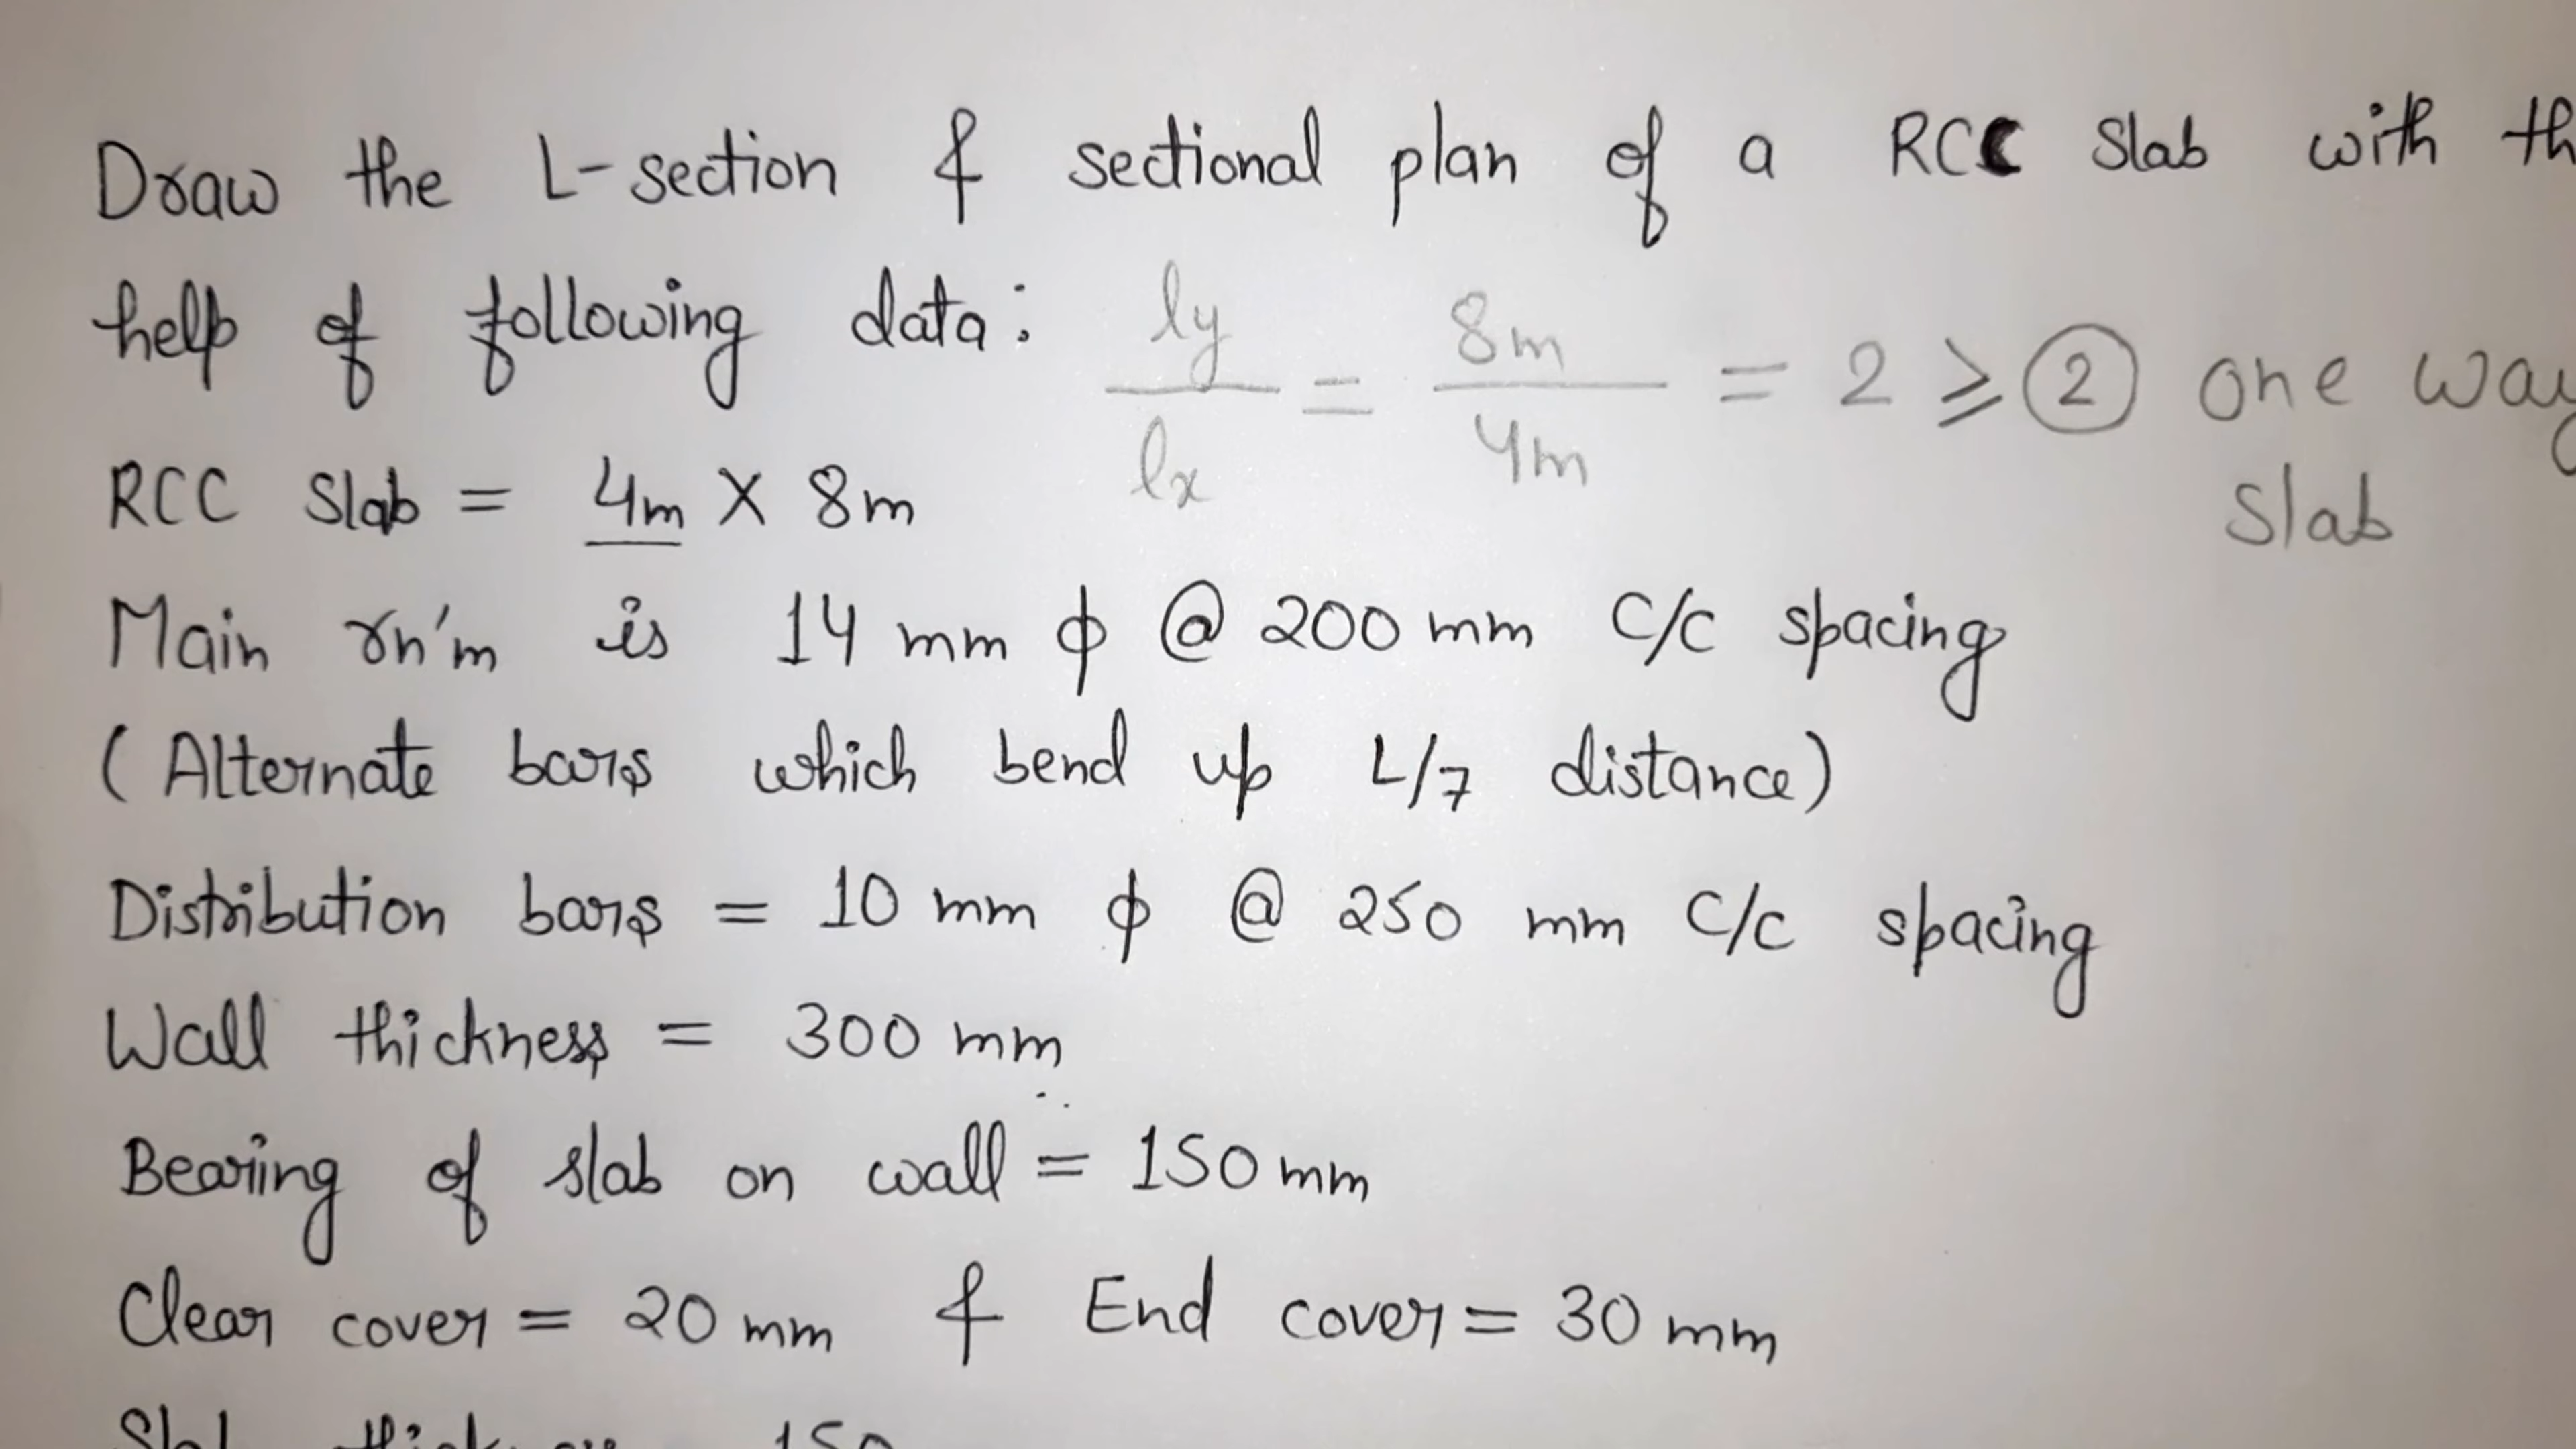 Draw the L-section & sectional plan of a RCC Slab with th
help of following data:
ly/lx = 8m/4m = 2 ≥ 2 one way
Slab
RCC Slab = 4m X 8m
Main rn'm is 14 mm ϕ @ 200 mm C/C spacing
(Alternate bars which bend up L/7 distance)
Distribution bars = 10 mm ϕ @ 250 mm C/C spacing
Wall thickness = 300 mm
Bearing of slab on wall = 150 mm
Clear cover = 20 mm & End cover = 30 mm